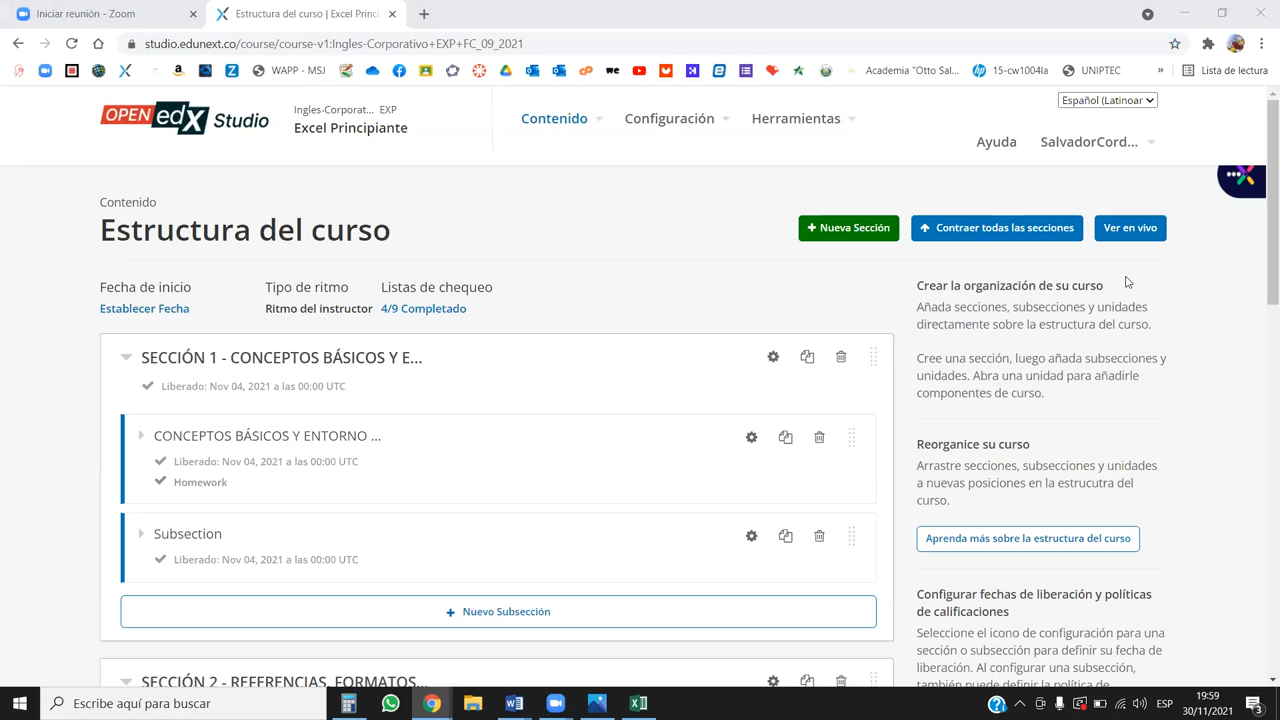 Iniciar reunión - Zoom
Estructura del curso | Excel Princi
studio.edunext.co/course/course-v1:Ingles-Corporativo+EXP+FC_09_2021
WAPP - MSJ
Academia "Otto Sal...
15-cw1004la
UNIPTEC
»
Lista de lectura
OPEN edX Studio
Ingles-Corporat... EXP
Excel Principiante
Contenido
Configuración
Herramientas
Español (Latinoar
Ayuda
SalvadorCord...
Contenido
Estructura del curso
+ Nueva Sección
Contraer todas las secciones
Ver en vivo
Fecha de inicio
Establecer Fecha
Tipo de ritmo
Ritmo del instructor
Listas de chequeo
4/9 Completado
SECCIÓN 1 - CONCEPTOS BÁSICOS Y E...
Liberado: Nov 04, 2021 a las 00:00 UTC
CONCEPTOS BÁSICOS Y ENTORNO ...
Liberado: Nov 04, 2021 a las 00:00 UTC
Homework
Subsection
Liberado: Nov 04, 2021 a las 00:00 UTC
+ Nuevo Subsección
SECCIÓN 2 - REFERENCIAS, FORMATOS...
Crear la organización de su curso
Añada secciones, subsecciones y unidades
directamente sobre la estructura del curso.
Cree una sección, luego añada subsecciones y
unidades. Abra una unidad para añadirle
componentes de curso.
Reorganice su curso
Arrastre secciones, subsecciones y unidades
a nuevas posiciones en la estrucutra del
curso.
Aprenda más sobre la estructura del curso
Configurar fechas de liberación y políticas
de calificaciones
Seleccione el icono de configuración para una
sección o subsección para definir su fecha de
liberación. Al configurar una subsección,
también puede definir la política de
Escribe aquí para buscar
ESP
19:59
30/11/2021
3